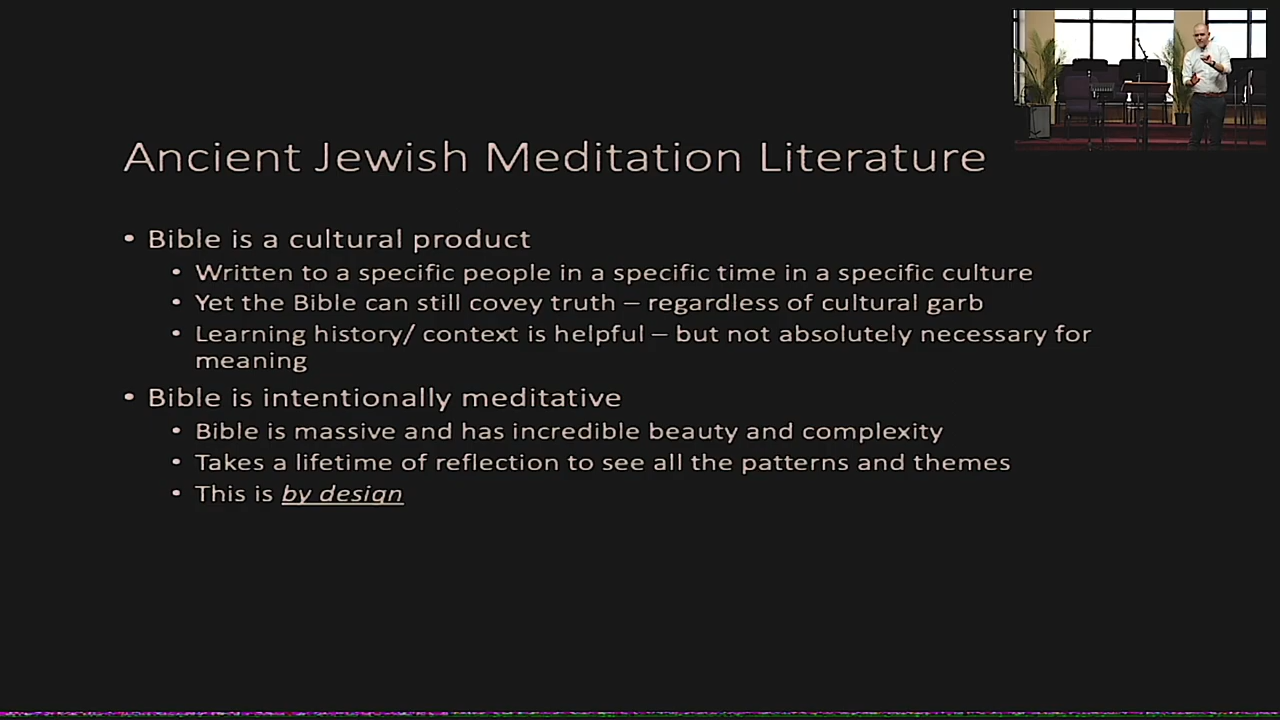 Ancient Jewish Meditation Literature
• Bible is a cultural product
• Written to a specific people in a specific time in a specific culture
• Yet the Bible can still covey truth – regardless of cultural garb
• Learning history/ context is helpful – but not absolutely necessary for
meaning
• Bible is intentionally meditative
• Bible is massive and has incredible beauty and complexity
• Takes a lifetime of reflection to see all the patterns and themes
• This is by design